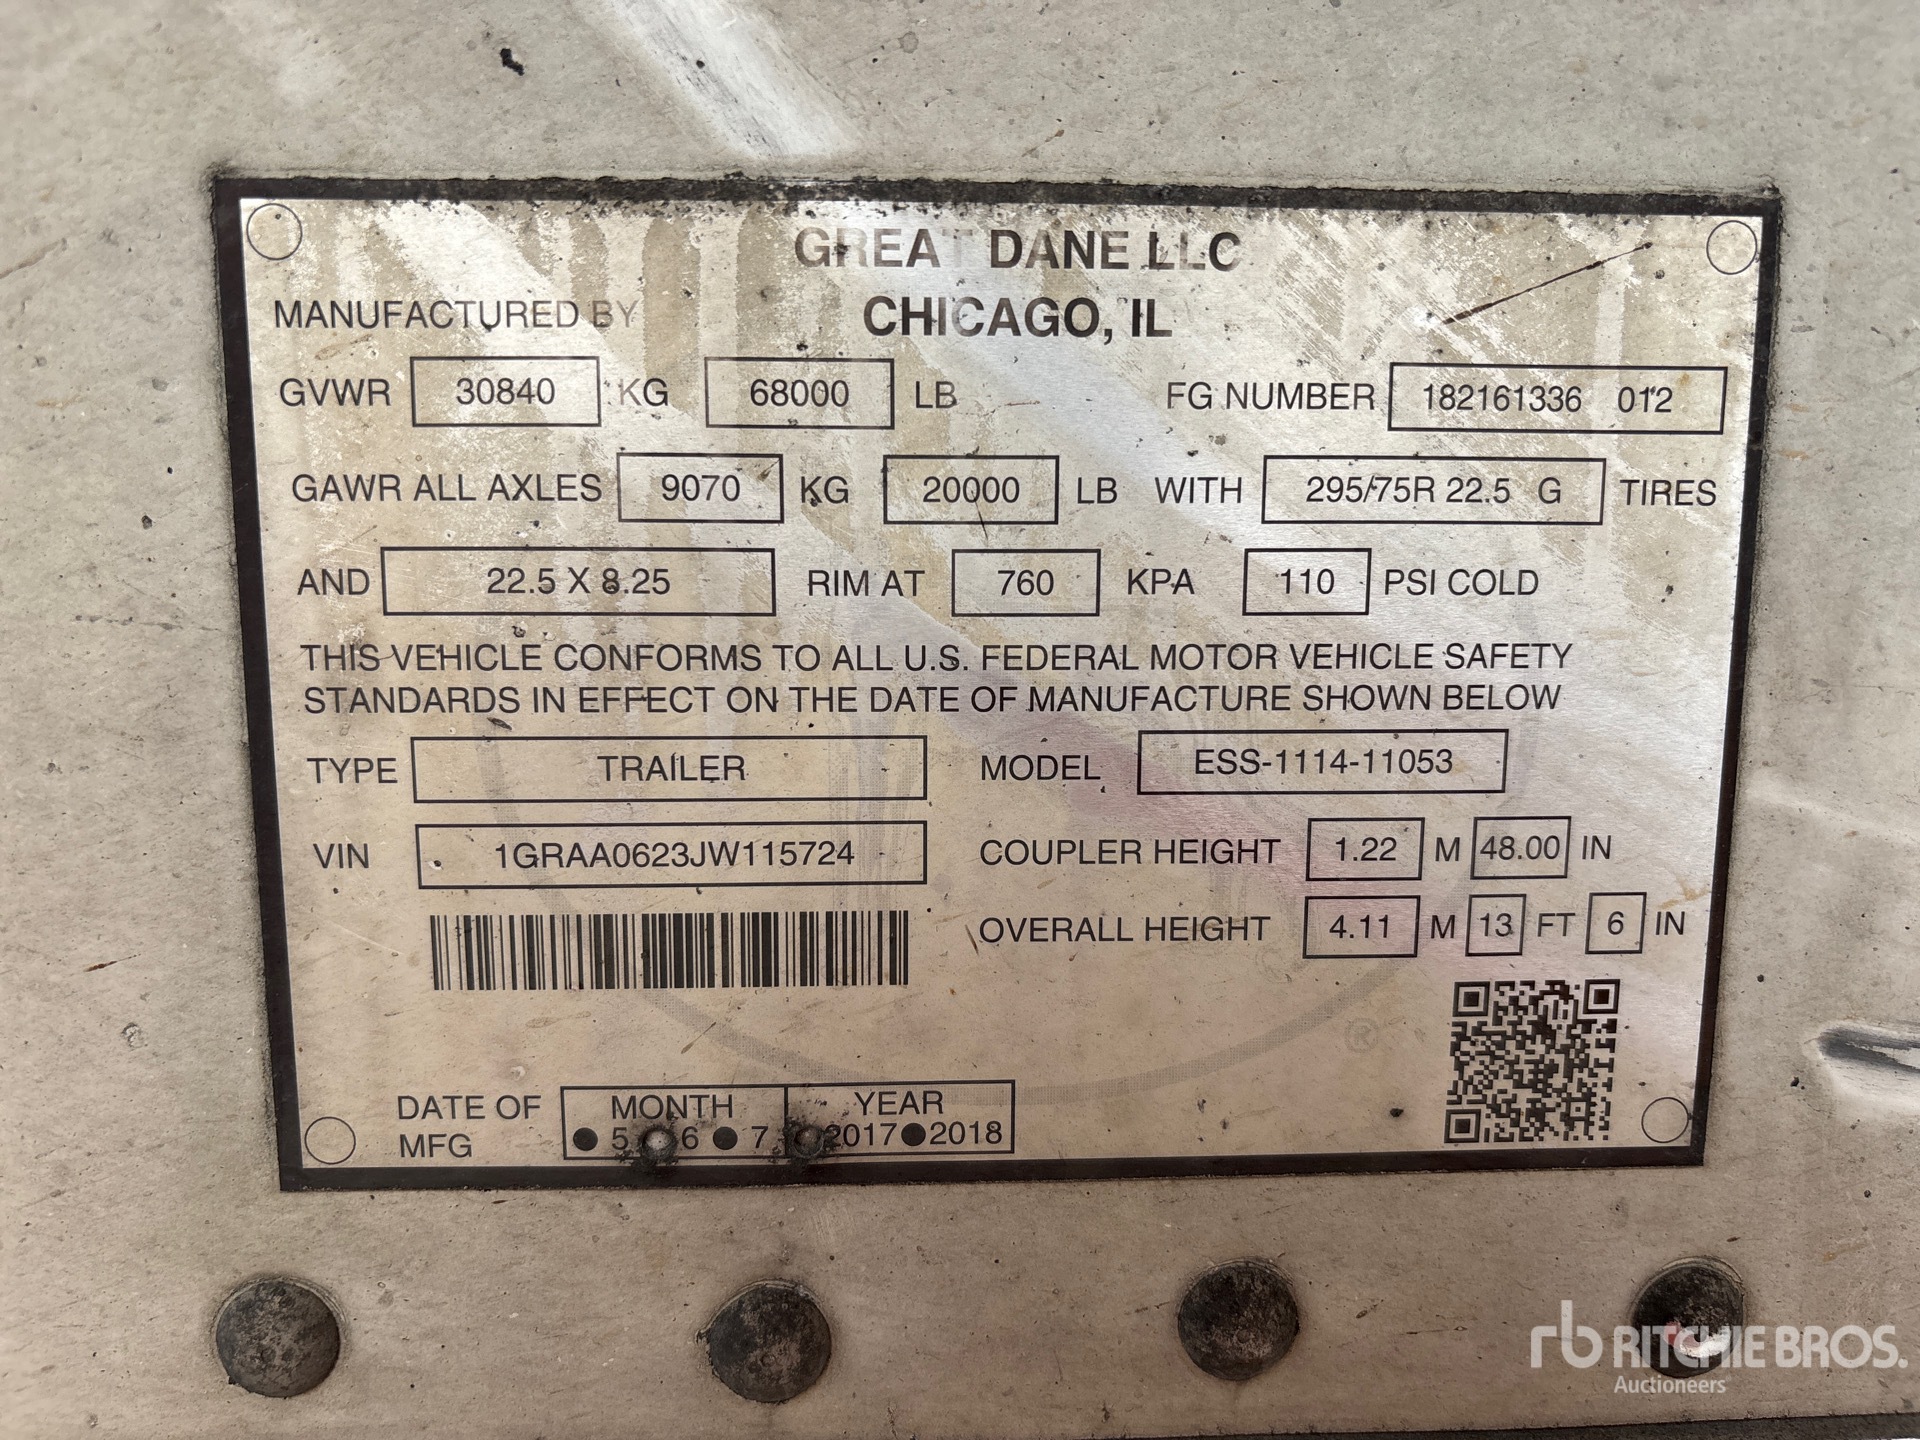 GREAT DANE LLC
MANUFACTURED BY CHICAGO, IL
GVWR 30840 KG 68000 LB FG NUMBER 182161336 012
GAWR ALL AXLES 9070 KG 20000 LB WITH 295/75R 22.5 G TIRES
AND 22.5 X 8.25 RIM AT 760 KPA 110 PSI COLD
THIS VEHICLE CONFORMS TO ALL U.S. FEDERAL MOTOR VEHICLE SAFETY
STANDARDS IN EFFECT ON THE DATE OF MANUFACTURE SHOWN BELOW
TYPE TRAILER MODEL ESS-1114-11053
VIN 1GRAA0623JW115724 COUPLER HEIGHT 1.22 M 48.00 IN
OVERALL HEIGHT 4.11 M 13 FT 6 IN
®
DATE OF MONTH YEAR
MFG 5 6 7 2017 2018
rb RITCHIE BROS.
Auctioneers